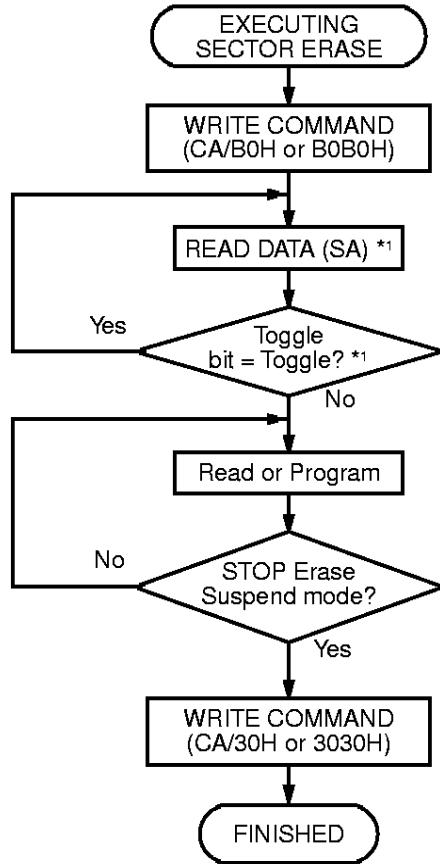 EXECUTING
SECTOR ERASE
WRITE COMMAND
(CA/B0H or B0B0H)
READ DATA (SA) *1
Yes
Toggle
bit = Toggle? *1
No
Read or Program
No
STOP Erase
Suspend mode?
Yes
WRITE COMMAND
(CA/30H or 3030H)
FINISHED